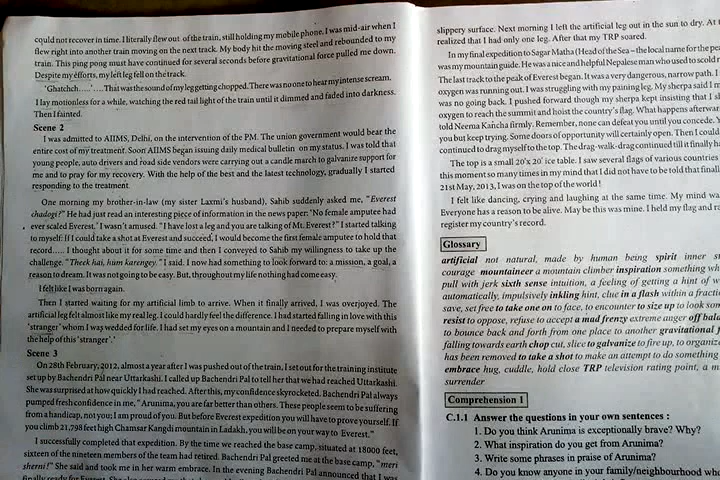 could not recover in time. I literally flew out of the train, still holding my mobile phone. I was mid-air when I
flew right into another train moving on the next track. My body hit the moving steel and rebounded to my
train. This ping pong must have continued for several seconds before gravitational force pulled me down.
Despite my efforts, my left leg fell on the track.
'Ghatchch.....'.....That was the sound of my leg getting chopped. There was no one to hear my intense scream.
I lay motionless for a while, watching the red tail light of the train until it dimmed and faded into darkness.
Then I fainted.
Scene 2
I was admitted to AIIMS, Delhi, on the intervention of the PM. The union government would bear the
entire cost of my treatment. Soon AIIMS began issuing daily medical bulletin on my status. I was told that
young people, auto drivers and road side vendors were carrying out a candle march to galvanize support for
me and to pray for my recovery. With the help of the best and the latest technology, gradually I started
responding to the treatment.
One morning my brother-in-law (my sister Laxmi's husband), Sahib suddenly asked me, "Everest
chadogi?" He had just read an interesting piece of information in the news paper: 'No female amputee had
ever scaled Everest.' I wasn't amused. "I have lost a leg and you are talking of Mt. Everest?" I started talking
to myself: If I could take a shot at Everest and succeed, I would become the first female amputee to hold that
record..... I thought about it for some time and then I conveyed to Sahib my willingness to take up the
challenge. "Theek hai, hum karengey." I said. I now had something to look forward to: a mission, a goal, a
reason to dream. It was not going to be easy. But, throughout my life nothing had come easy.
I felt like I was born again.
Then I started waiting for my artificial limb to arrive. When it finally arrived, I was overjoyed. The
artificial leg felt almost like my real leg. I could hardly feel the difference. I had started falling in love with this
'stranger' whom I was wedded for life. I had set my eyes on a mountain and I needed to prepare myself with
the help of this 'stranger'.
Scene 3
On 28th February, 2012, almost a year after I was pushed out of the train, I set out for the training institute
set up by Bachendri Pal near Uttarkashi. I called up Bachendri Pal to tell her that we had reached Uttarkashi.
She was surprised at how quickly I had reached. After this, my confidence skyrocketed. Bachendri Pal always
pumped fresh confidence in me, "Arunima, you are far better than others. These people seem to be suffering
from a handicap, not you; I am proud of you. But before Everest expedition you will have to prove yourself. If
you climb 21,798 feet high Chamsar Kangdi mountain in Ladakh, you will be on your way to Everest."
I successfully completed that expedition. By the time we reached the base camp, situated at 18000 feet,
sixteen of the nineteen members of the team had retired. Bachendri Pal greeted me at the base camp, "meri
sherni!" She said and took me in her warm embrace. In the evening Bachendri Pal announced that I was
finally ready for Everest.
slippery surface. Next morning I left the artificial leg out in the sun to dry. At
realized that I had only one leg. After that my TRP soared.
In my final expedition to Sagar Matha (Head of the Sea – the local name for the
was my mountain guide. He was a nice and helpful Nepalese man who used to scold
The last track to the peak of Everest began. It was a very dangerous, narrow path.
oxygen was running out. I was struggling with my paining leg. My sherpa said I
was no going back. I pushed forward though my sherpa kept insisting that I
oxygen to reach the summit and hoist the country's flag. What happens
told Neema Kancha firmly. Remember, none can defeat you until you concede.
you but keep trying. Some doors of opportunity will certainly open. Then I could
continued to drag myself to the top. The drag-walk-drag continued till it finally
The top is a small 20'x 20' ice table. I saw several flags of various countries
this moment so many times in my mind that I did not have to be told that
21st May, 2013, I was on the top of the world!
I felt like dancing, crying and laughing at the same time. My mind
Everyone has a reason to be alive. May be this was mine. I held my flag and
register my country's record.
Glossary
artificial not natural, made by human being spirit inner
courage mountaineer a mountain climber inspiration something
pull with jerk sixth sense intuition, a feeling of getting a hint of
automatically, impulsively inkling hint, clue in a flash within a
save, set free to take one on to face, to encounter to size up to look
resist to oppose, refuse to accept a mad frenzy extreme anger off
to bounce back and forth from one place to another gravitational
falling towards earth chop cut, slice to galvanize to fire up, to
has been removed to take a shot to make an attempt to do something
embrace hug, cuddle, hold close TRP television rating point, a
surrender
Comprehension 1
C.1.1 Answer the questions in your own sentences :
1. Do you think Arunima is exceptionally brave? Why?
2. What inspiration do you get from Arunima?
3. Write some phrases in praise of Arunima?
4. Do you know anyone in your family/neighbourhood